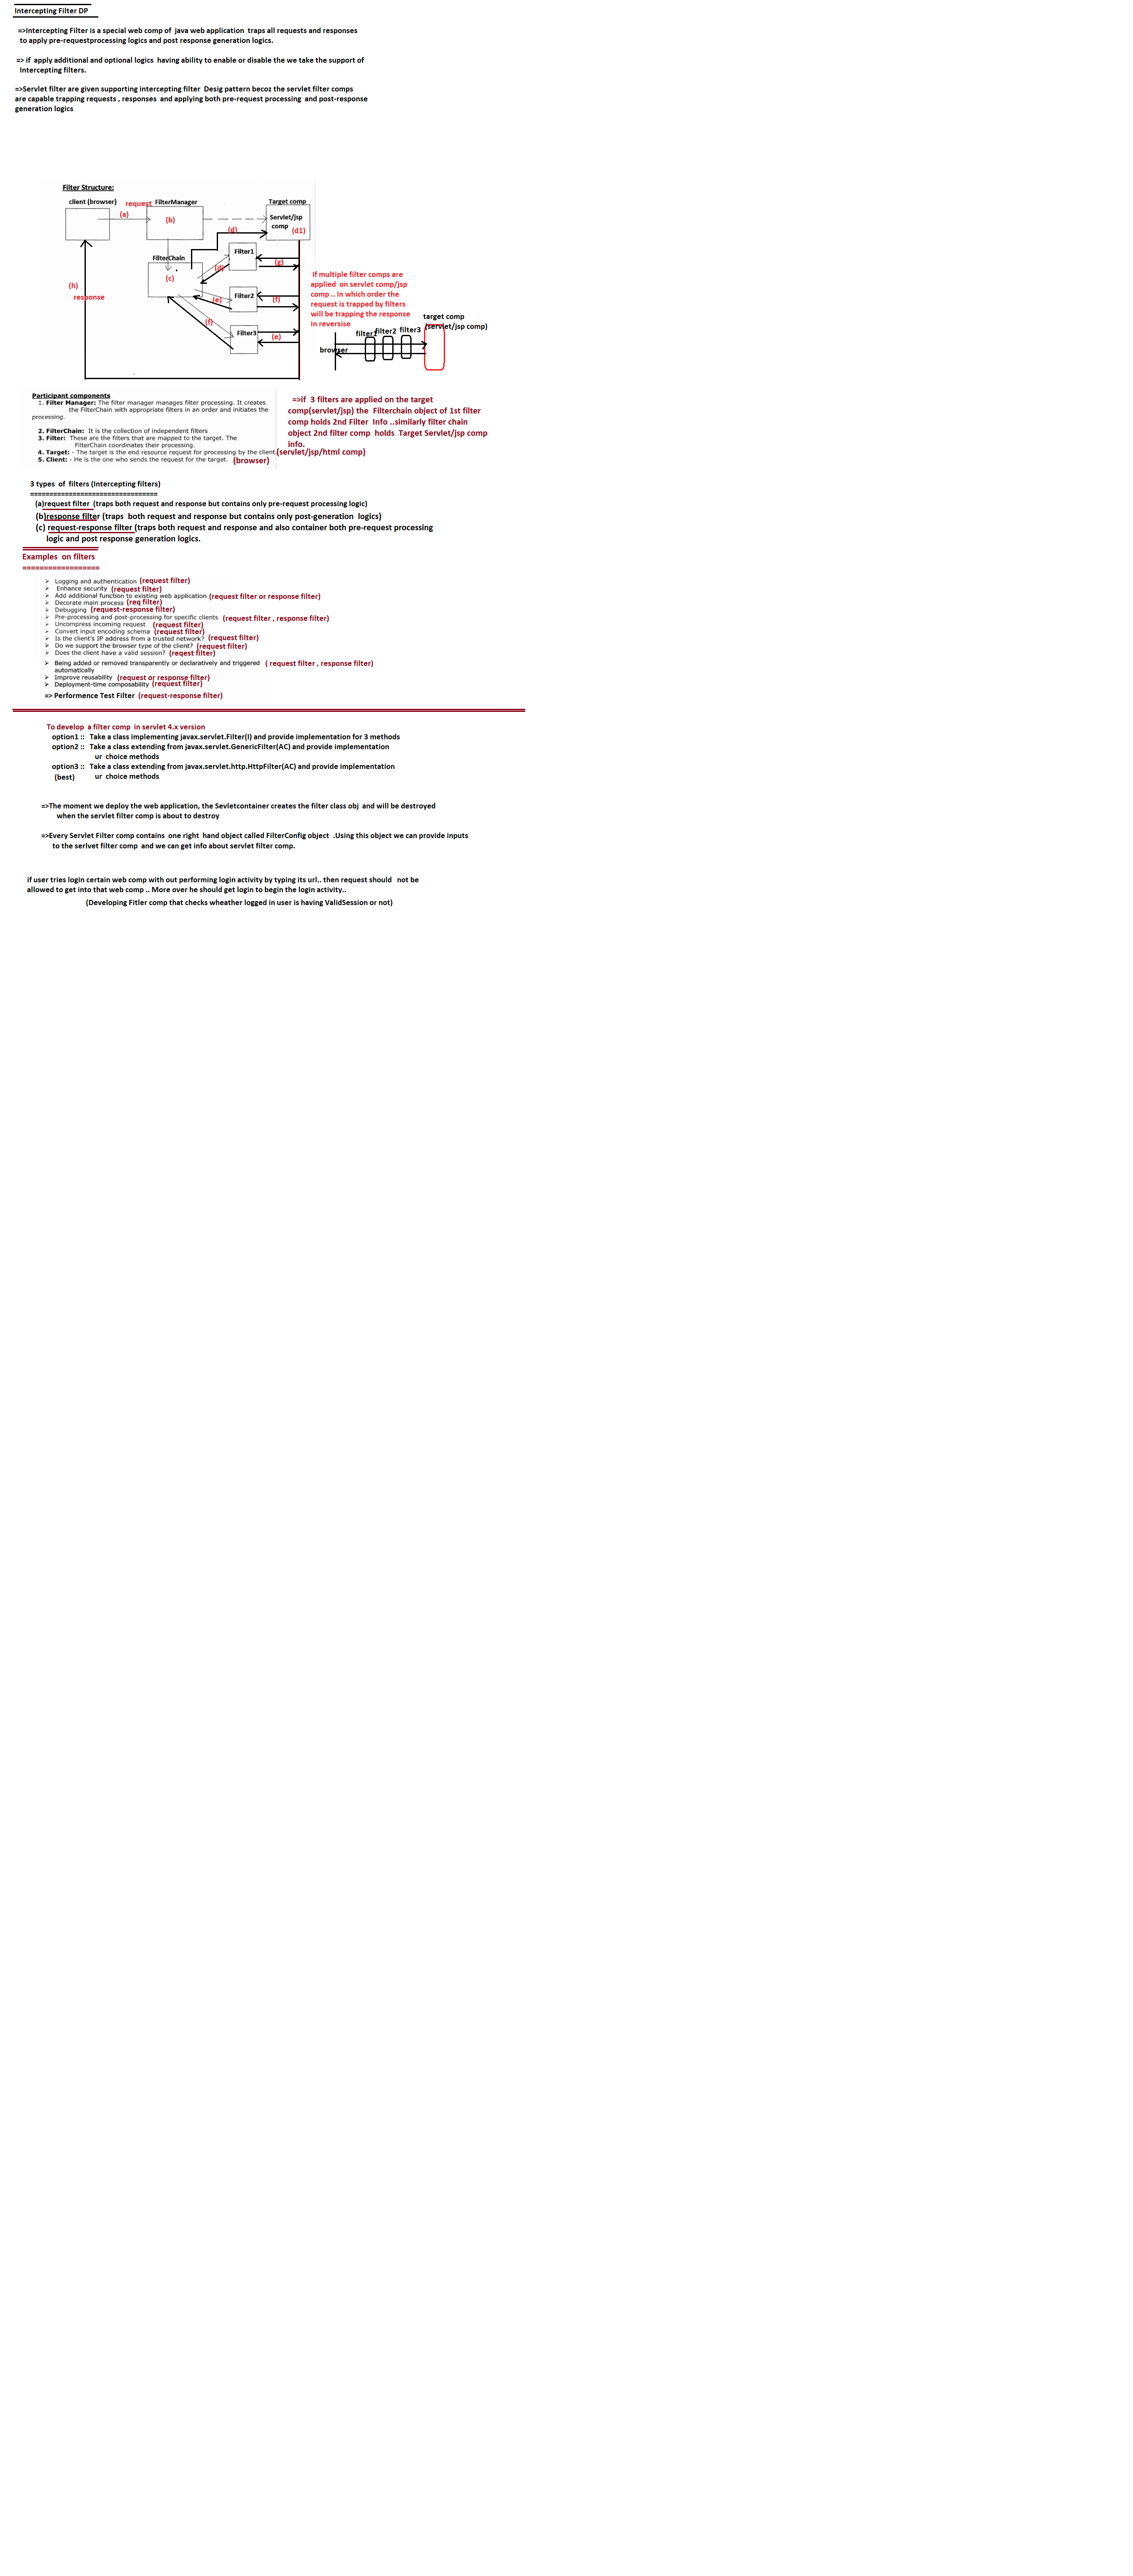 Intercepting Filter DP
=>Intercepting Filter is a special web comp of java web application traps all requests and responses
to apply pre-requestprocessing logics and post response generation logics.
=> if apply additional and optional logics having ability to enable or disable the we take the support of
Intercepting filters.
=>Servlet filter are given supporting intercepting filter Desig pattern becoz the servlet filter comps
are capable trapping requests , responses and applying both pre-request processing and post-response
generation logics
Filter Structure:
client (browser) request FilterManager Target comp
(a) (b) Servlet/jsp
comp (d1)
(d)
Filter1
FilterChain
(g)
(d)
(c)
If multiple filter comps are
applied on servlet comp/jsp
comp .. In which order the
request is trapped by filters
will be trapping the response
in reversise
(h)
response
Filter2
(e) (f)
(f)
Filter3
(e)
target comp
(servlet/jsp comp)
filter1 filter2 filter3
browser
Participant components
1. Filter Manager: The filter manager manages filter processing. It creates
the FilterChain with appropriate filters in an order and initiates the
processing.
2. FilterChain: It is the collection of independent filters
3. Filter: These are the filters that are mapped to the target. The
FilterChain coordinates their processing.
4. Target: - The target is the end resource request for processing by the client.(servlet/jsp/html comp)
5. Client: - He is the one who sends the request for the target. (browser)
=>if 3 filters are applied on the target
comp(servlet/jsp) the Filterchain object of 1st filter
comp holds 2nd Filter Info ..similarly filter chain
object 2nd filter comp holds Target Servlet/jsp comp
info.
3 types of filters (Intercepting filters)
=================================
(a)request filter (traps both request and response but contains only pre-request processing logic)
(b)response filter (traps both request and response but contains only post-generation logics)
(c) request-response filter (traps both request and response and also container both pre-request processing
logic and post response generation logics.
Examples on filters
==================
➢ Logging and authentication (request filter)
➢ Enhance security (request filter)
➢ Add additional function to existing web application (request filter or response filter)
➢ Decorate main process (req filter)
➢ Debugging (request-response filter)
➢ Pre-processing and post-processing for specific clients (request filter , response filter)
➢ Uncompress incoming request (request filter)
➢ Convert input encoding schema (request filter)
➢ Is the client's IP address from a trusted network? (request filter)
➢ Do we support the browser type of the client? (request filter)
➢ Does the client have a valid session? (reqest filter)
➢ Being added or removed transparently or declaratively and triggered ( request filter , response filter)
automatically
➢ Improve reusability (request or response filter)
➢ Deployment-time composability (request filter)
=> Performence Test Filter (request-response filter)
To develop a filter comp in servlet 4.x version
option1 :: Take a class implementing javax.servlet.Filter(I) and provide implementation for 3 methods
option2 :: Take a class extending from javax.servlet.GenericFilter(AC) and provide implementation
ur choice methods
option3 :: Take a class extending from javax.servlet.http.HttpFilter(AC) and provide implementation
(best) ur choice methods
=>The moment we deploy the web application, the Sevletcontainer creates the filter class obj and will be destroyed
when the servlet filter comp is about to destroy
=>Every Servlet Filter comp contains one right hand object called FilterConfig object .Using this object we can provide inputs
to the serlvet filter comp and we can get info about servlet filter comp.
if user tries login certain web comp with out performing login activity by typing its url.. then request should not be
allowed to get into that web comp .. More over he should get login to begin the login activity..
(Developing Fitler comp that checks wheather logged in user is having ValidSession or not)